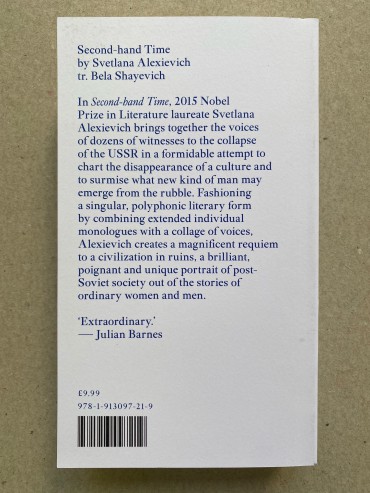 Second-hand Time
by Svetlana Alexievich
tr. Bela Shayevich
In Second-hand Time, 2015 Nobel
Prize in Literature laureate Svetlana
Alexievich brings together the voices
of dozens of witnesses to the collapse
of the USSR in a formidable attempt to
chart the disappearance of a culture and
to surmise what new kind of man may
emerge from the rubble. Fashioning
a singular, polyphonic literary form
by combining extended individual
monologues with a collage of voices,
Alexievich creates a magnificent requiem
to a civilization in ruins, a brilliant,
poignant and unique portrait of post-
Soviet society out of the stories of
ordinary women and men.
‘Extraordinary.’
— Julian Barnes
£9.99
978-1-913097-21-9